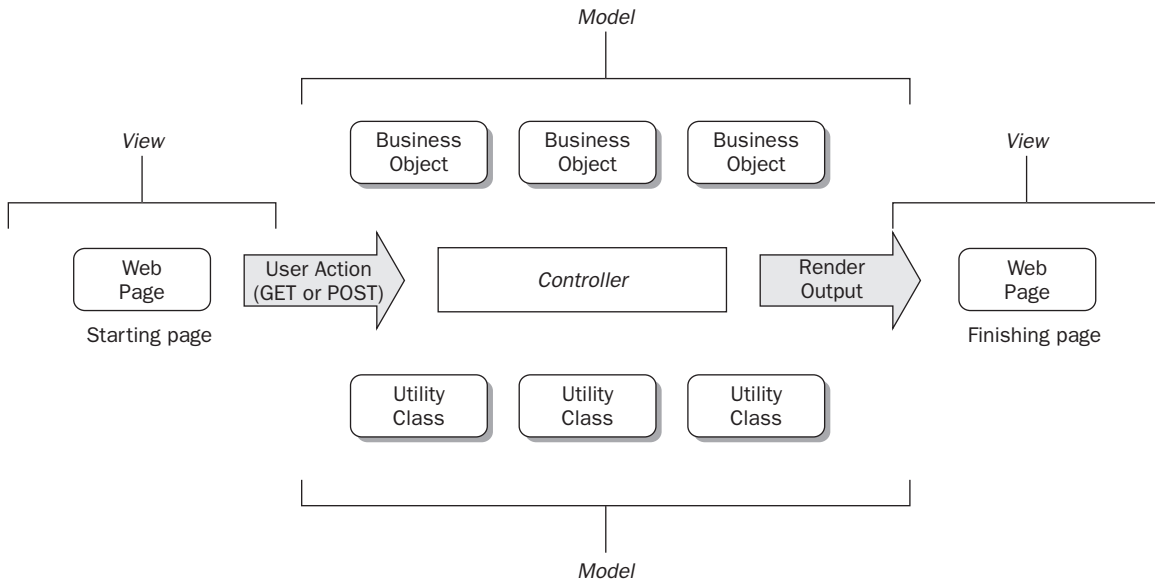 Model
Business
Object
Business
Object
Business
Object
View
View
Web
Page
Starting page
User Action
(GET or POST)
Controller
Render
Output
Web
Page
Finishing page
Utility
Class
Utility
Class
Utility
Class
Model